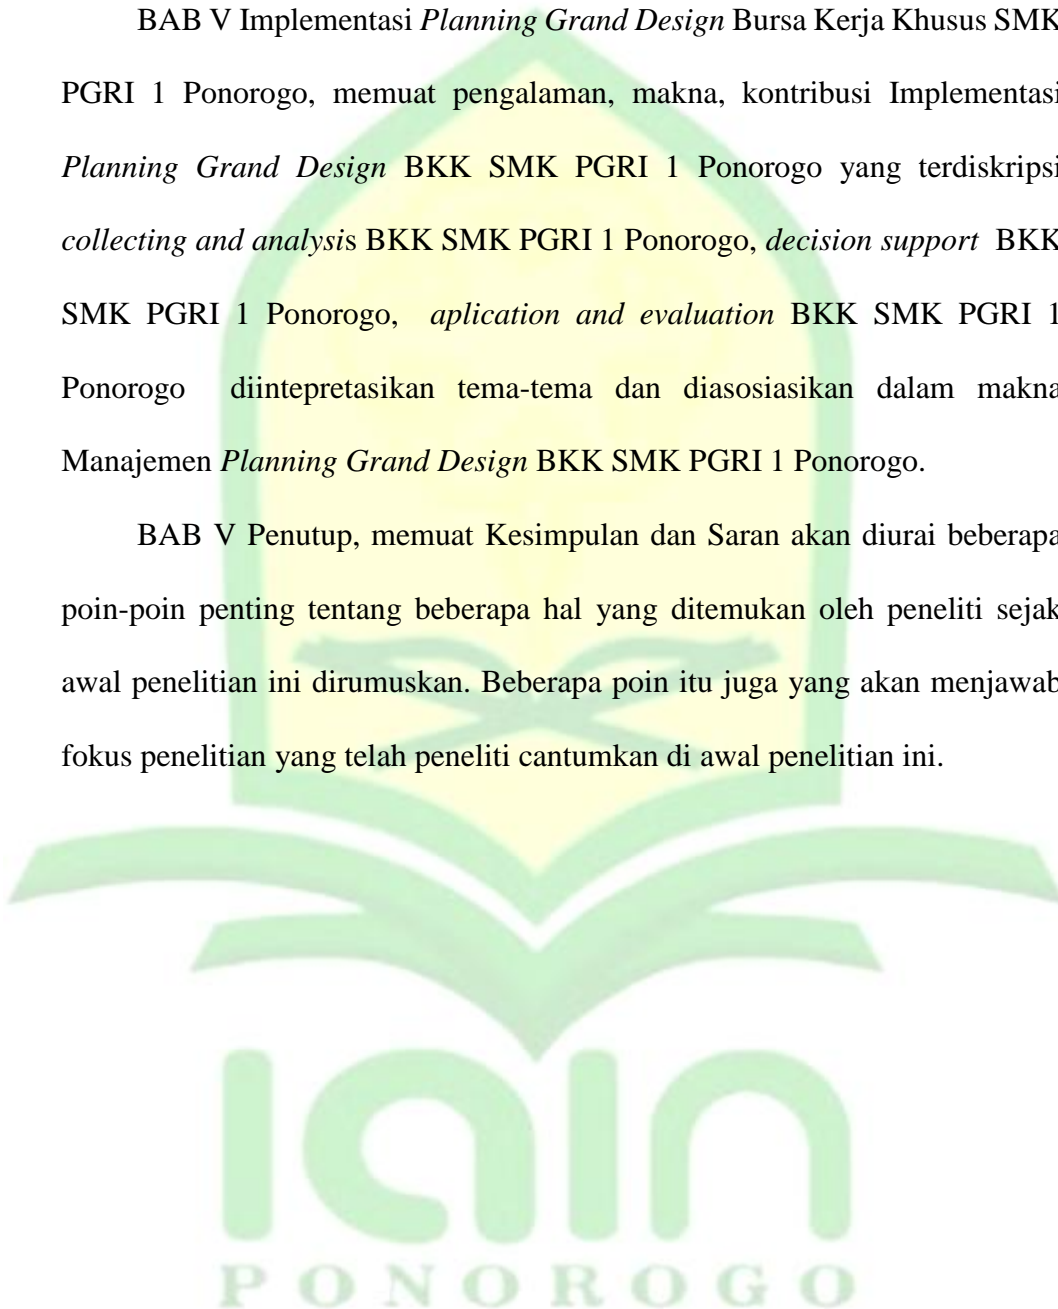 BAB V Implementasi Planning Grand Design Bursa Kerja Khusus SMK
PGRI 1 Ponorogo, memuat pengalaman, makna, kontribusi Implementasi
Planning Grand Design BKK SMK PGRI 1 Ponorogo yang terdiskripsi
collecting and analysis BKK SMK PGRI 1 Ponorogo, decision support BKK
SMK PGRI 1 Ponorogo, aplication and evaluation BKK SMK PGRI 1
Ponorogo diintepretasikan tema-tema dan diasosiasikan dalam makna
Manajemen Planning Grand Design BKK SMK PGRI 1 Ponorogo.
BAB V Penutup, memuat Kesimpulan dan Saran akan diurai beberapa
poin-poin penting tentang beberapa hal yang ditemukan oleh peneliti sejak
awal penelitian ini dirumuskan. Beberapa poin itu juga yang akan menjawab
fokus penelitian yang telah peneliti cantumkan di awal penelitian ini.
iain
PONOROGO